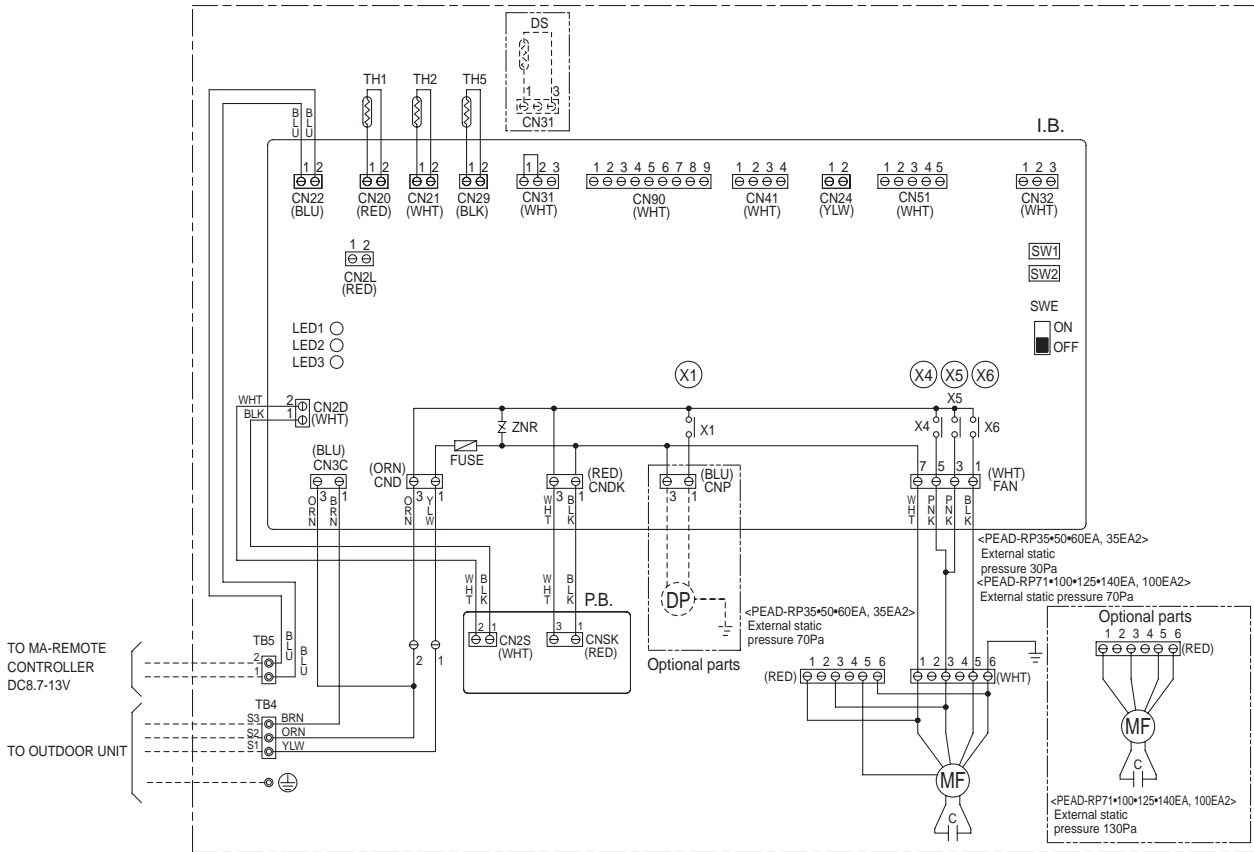 DS
1 3
CN31
TH1 TH2 TH5
I.B.
BLU
BLU
1 2
CN22
(BLU)
1 2
CN20
(RED)
1 2
CN21
(WHT)
1 2
CN29
(BLK)
1 2 3
CN31
(WHT)
1 2 3 4 5 6 7 8 9
CN90
(WHT)
1 2 3 4
CN41
(WHT)
1 2
CN24
(YLW)
1 2 3 4 5
CN51
(WHT)
1 2 3
CN32
(WHT)
1 2
CN2L
(RED)
SW1
SW2
SWE
ON
OFF
LED1
LED2
LED3
X1 X4 X5 X6
X5
WHT 2
BLK 1
CN2D
(WHT)
ZNR
X1
X4
X6
FUSE
(BLU)
CN3C
3 1
ORN
BRN
(ORN)
CND
3 1
ORN
YLW
(RED)
CNDK
3 1
WHT
BLK
(BLU)
CNP
3 1
7 5 3 1
(WHT)
FAN
WHT
PNK
PNK
BLK
<PEAD-RP35•50•60EA, 35EA2>
External static
pressure 30Pa
<PEAD-RP71•100•125•140EA, 100EA2>
External static pressure 70Pa
WHT
BLK
WHT
BLK
P.B.
2 1
CN2S
(WHT)
3 1
CNSK
(RED)
2 1
DP
Optional parts
<PEAD-RP35•50•60EA, 35EA2>
External static
pressure 70Pa
(RED)
1 2 3 4 5 6
1 2 3 4 5 6
(WHT)
MF
C
Optional parts
1 2 3 4 5 6
(RED)
MF
C
<PEAD-RP71•100•125•140EA, 100EA2>
External static
pressure 130Pa
TO MA-REMOTE
CONTROLLER
DC8.7-13V
TB5
2
1
BLU
BLU
TB4
S3 BRN
S2 ORN
S1 YLW
TO OUTDOOR UNIT